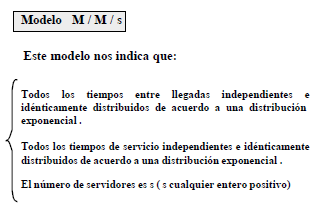 Modelo M / M / s
Este modelo nos indica que:
Todos los tiempos entre llegadas independientes e
idénticamente distribuidos de acuerdo a una distribución
exponencial .
Todos los tiempos de servicio independientes e idénticamente
distribuidos de acuerdo a una distribución exponencial .
El número de servidores es s ( s cualquier entero positivo)